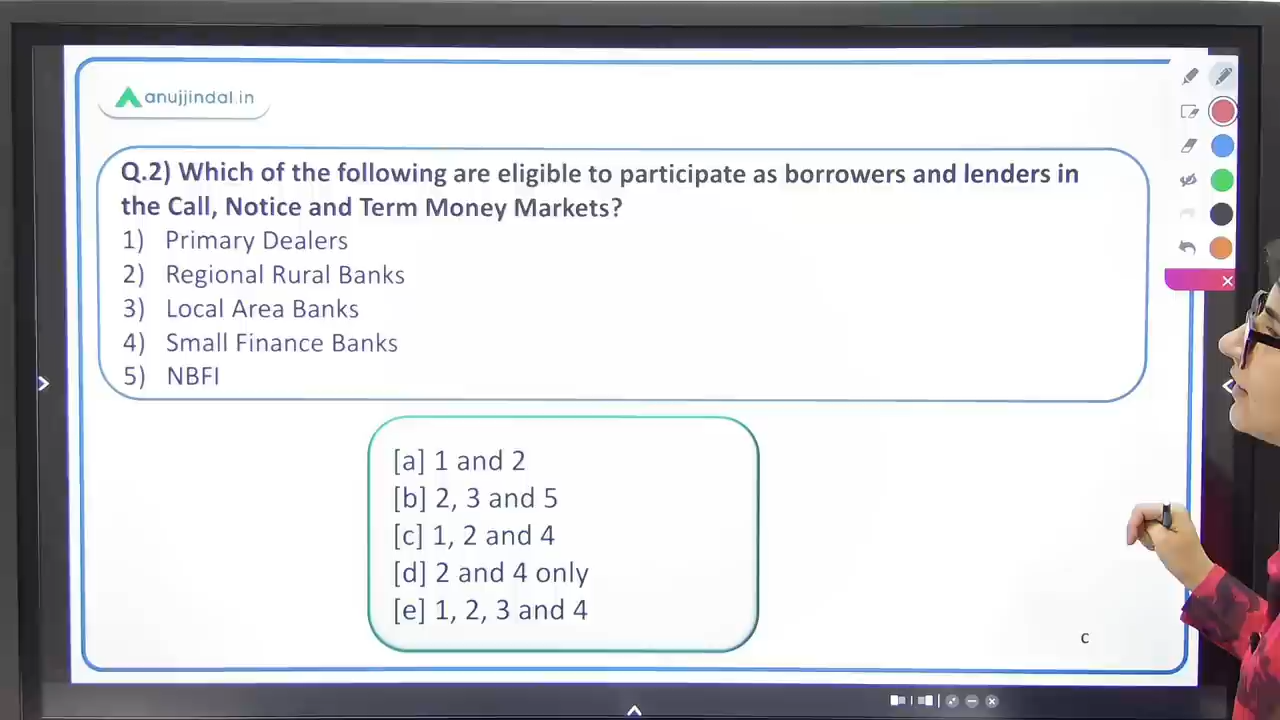 anujjindal.in
Q.2) Which of the following are eligible to participate as borrowers and lenders in
the Call, Notice and Term Money Markets?
1) Primary Dealers
2) Regional Rural Banks
3) Local Area Banks
4) Small Finance Banks
5) NBFI
[a] 1 and 2
[b] 2, 3 and 5
[c] 1, 2 and 4
[d] 2 and 4 only
[e] 1, 2, 3 and 4
c